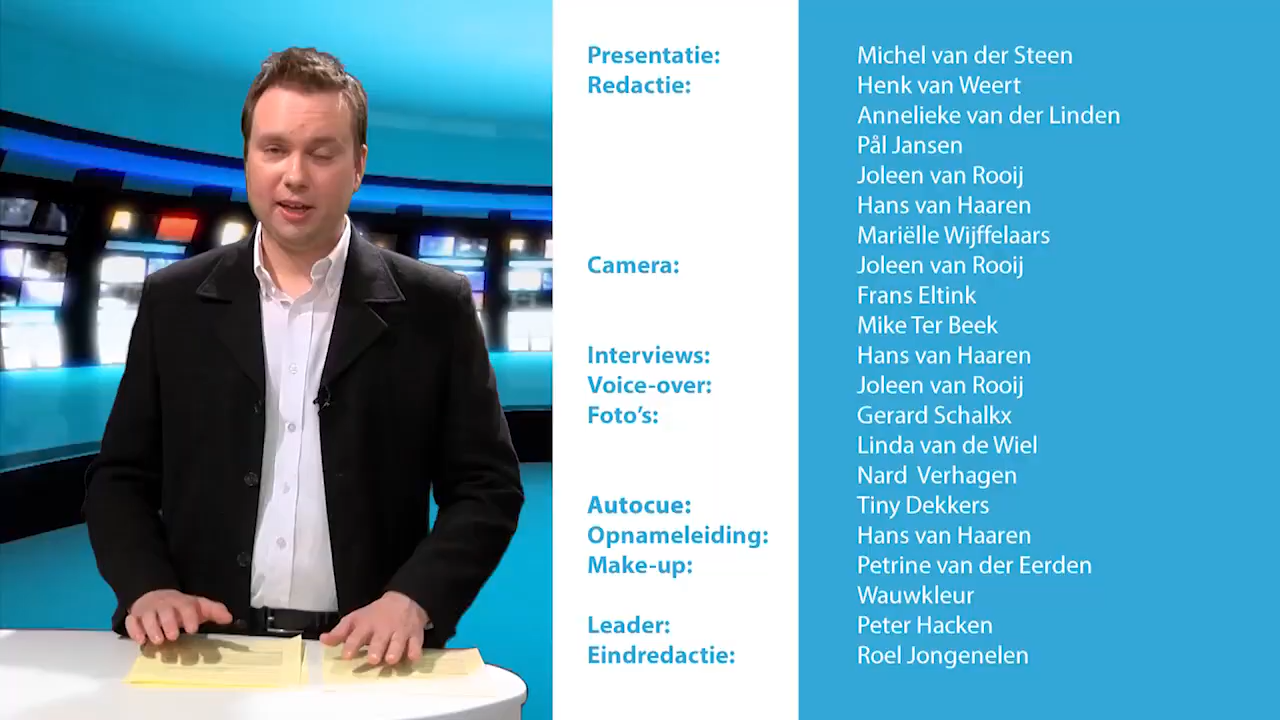 Presentatie: Michel van der Steen
Redactie: Henk van Weert
Annelieke van der Linden
Pål Jansen
Joleen van Rooij
Hans van Haaren
Mariëlle Wijffelaars
Camera: Joleen van Rooij
Frans Eltink
Mike Ter Beek
Interviews: Hans van Haaren
Voice-over: Joleen van Rooij
Foto’s: Gerard Schalkx
Linda van de Wiel
Nard Verhagen
Autocue: Tiny Dekkers
Opnameleiding: Hans van Haaren
Make-up: Petrine van der Eerden
Wauwkleur
Leader: Peter Hacken
Eindredactie: Roel Jongenelen